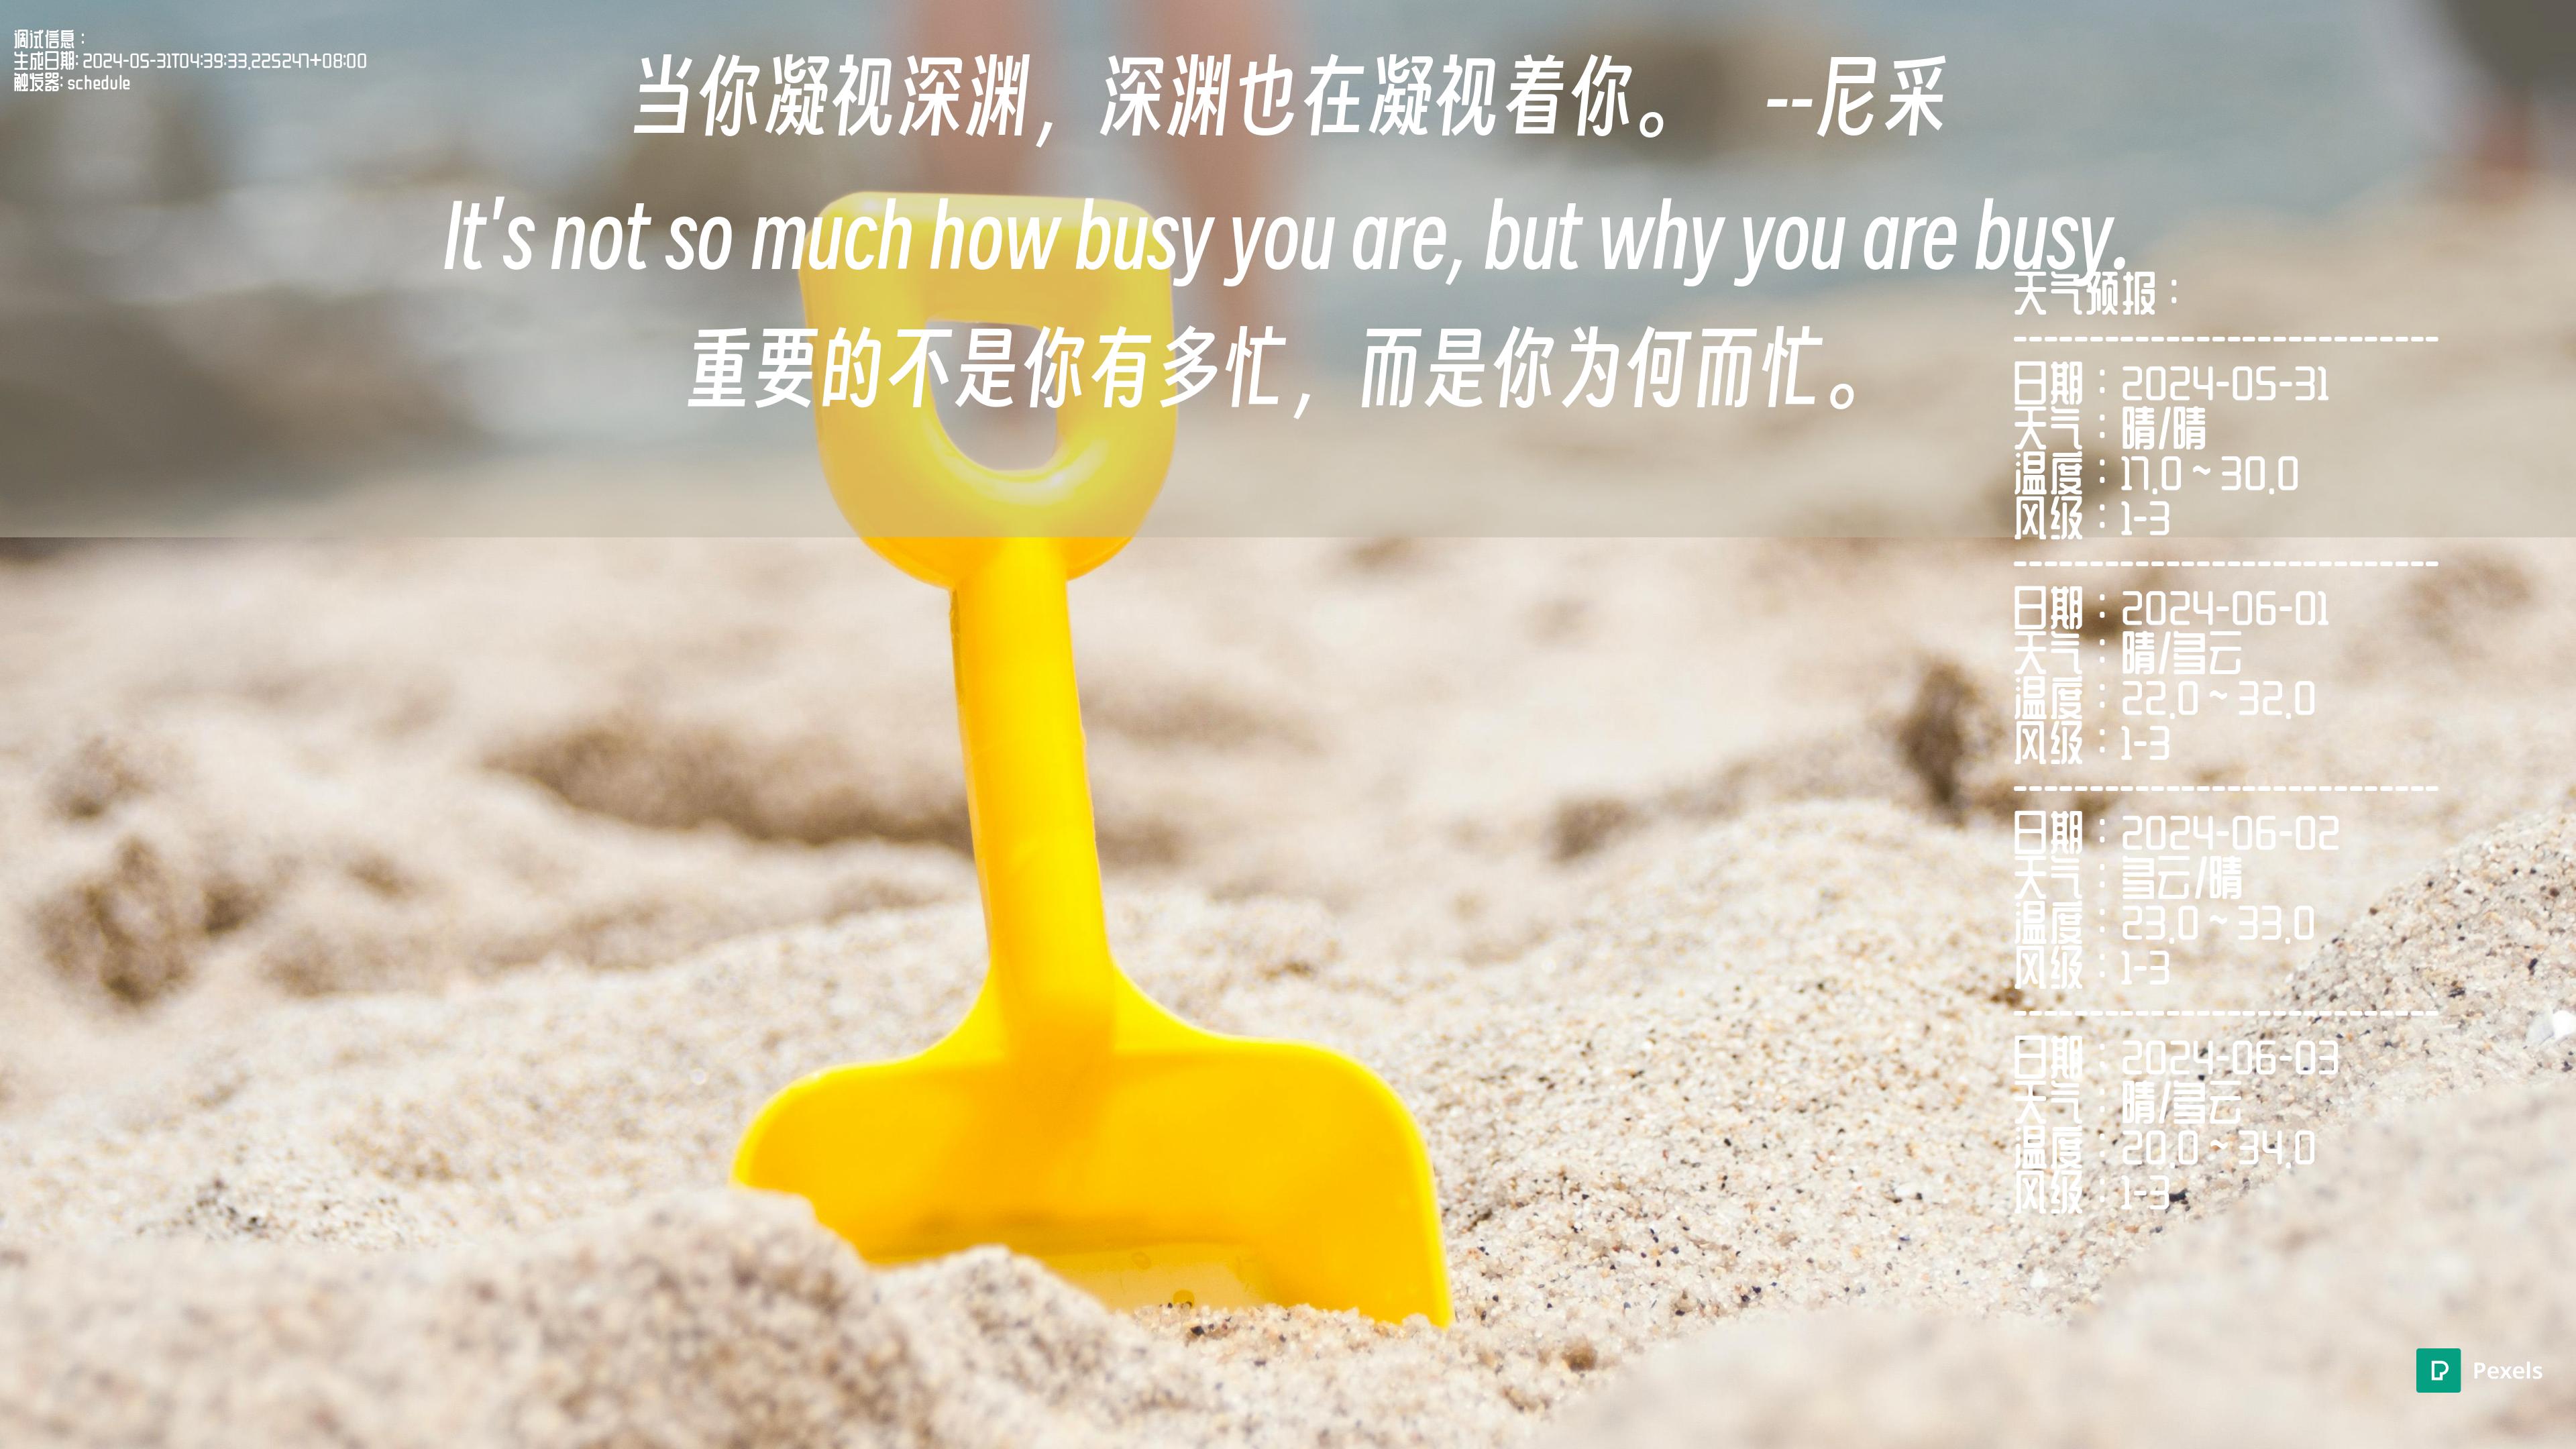 调试信息：
生成日期: 2024-05-31T04:39:33.225247+08:00
触发器: schedule
当你凝视深渊，深渊也在凝视着你。 --尼采
It's not so much how busy you are, but why you are busy.
重要的不是你有多忙，而是你为何而忙。
天气预报：
------------------------------
日期：2024-05-31
天气：晴/晴
温度：17.0 ~ 30.0
风级：1-3
------------------------------
日期：2024-06-01
天气：晴/多云
温度：22.0 ~ 32.0
风级：1-3
------------------------------
日期：2024-06-02
天气：多云/晴
温度：23.0 ~ 33.0
风级：1-3
------------------------------
日期：2024-06-03
天气：晴/多云
温度：20.0 ~ 34.0
风级：1-3
Pexels